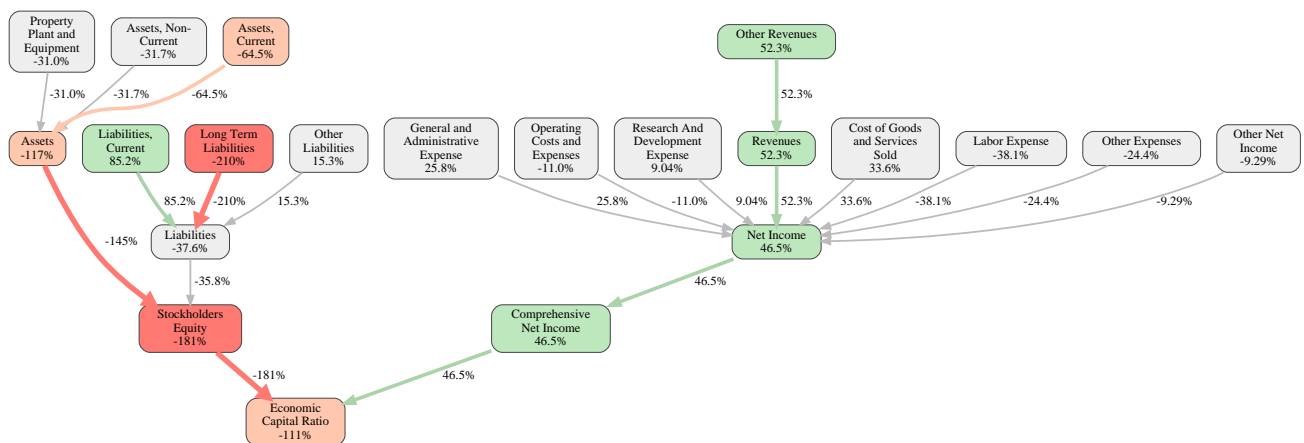 Property
Plant and
Equipment
-31.0%
Assets, Non-
Current
-31.7%
Assets,
Current
-64.5%
Other Revenues
52.3%
-31.0%
-31.7%
-64.5%
52.3%
Assets
-117%
Liabilities,
Current
85.2%
Long Term
Liabilities
-210%
Other
Liabilities
15.3%
General and
Administrative
Expense
25.8%
Operating
Costs and
Expenses
-11.0%
Research And
Development
Expense
9.04%
Revenues
52.3%
Cost of Goods
and Services
Sold
33.6%
Labor Expense
-38.1%
Other Expenses
-24.4%
Other Net
Income
-9.29%
85.2%
-210%
15.3%
25.8%
-11.0%
9.04%
52.3%
33.6%
-38.1%
-24.4%
-9.29%
-145%
Liabilities
-37.6%
Net Income
46.5%
-35.8%
46.5%
Stockholders
Equity
-181%
Comprehensive
Net Income
46.5%
-181%
46.5%
Economic
Capital Ratio
-111%